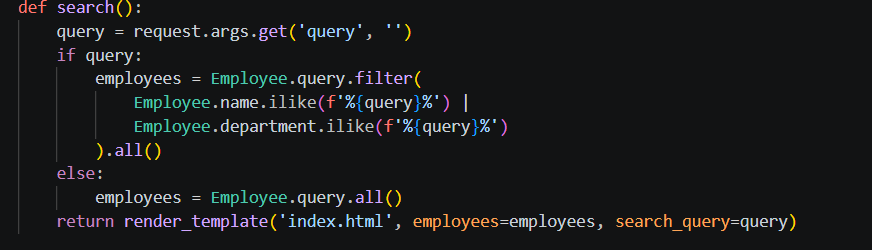 def search():
    query = request.args.get('query', '')
    if query:
        employees = Employee.query.filter(
            Employee.name.ilike(f'%{query}%') |
            Employee.department.ilike(f'%{query}%')
        ).all()
    else:
        employees = Employee.query.all()
    return render_template('index.html', employees=employees, search_query=query)